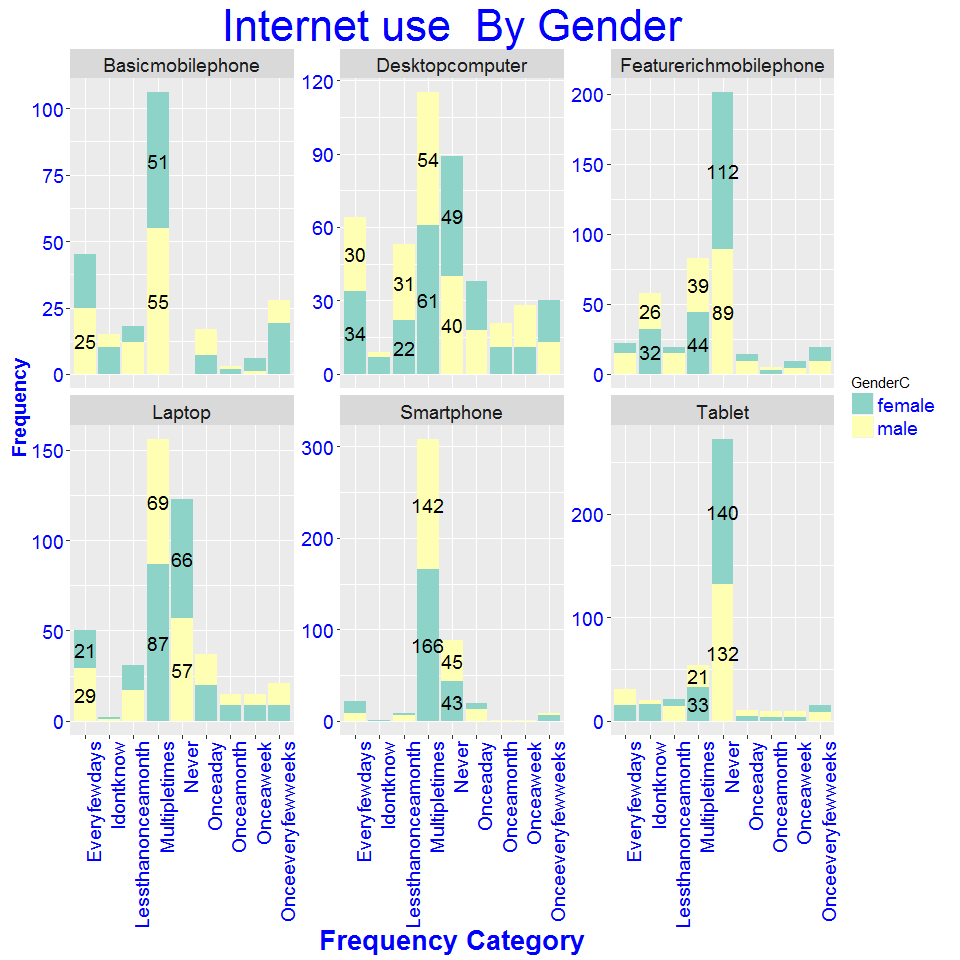 Internet use  By Gender
Basicmobilephone
Desktopcomputer
Featurerichmobilephone
100
75
50
25
0
51
55
25
120
90
60
30
0
54
49
30
31
61
40
34
22
200
150
100
50
0
112
26
39
89
32
44
Frequency
GenderC
female
male
Laptop
Smartphone
Tablet
150
100
50
0
69
66
21
87
57
29
300
200
100
0
142
166
45
43
200
100
0
140
132
21
33
Everyfewdays
Idontknow
Lessthanonceamonth
Multipletimes
Never
Onceaday
Onceamonth
Onceaweek
Onceeveryfewweeks
Everyfewdays
Idontknow
Lessthanonceamonth
Multipletimes
Never
Onceaday
Onceamonth
Onceaweek
Onceeveryfewweeks
Everyfewdays
Idontknow
Lessthanonceamonth
Multipletimes
Never
Onceaday
Onceamonth
Onceaweek
Onceeveryfewweeks
Frequency Category